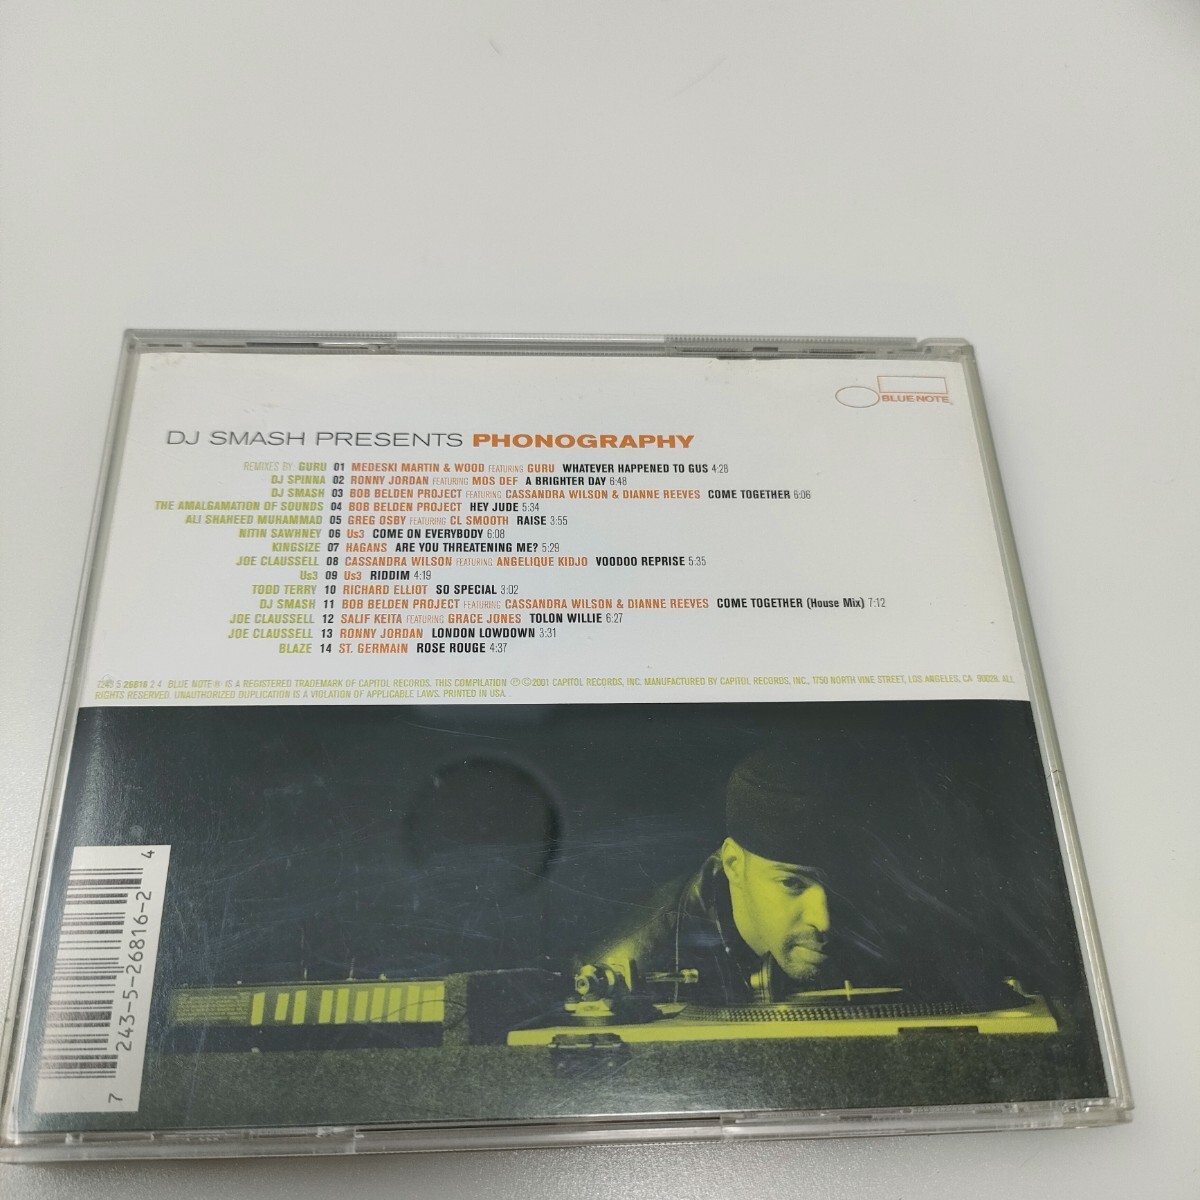 BLUE NOTE
DJ SMASH PRESENTS PHONOGRAPHY
REMIXES BY: GURU 01 MEDESKI MARTIN & WOOD FEATURING GURU WHATEVER HAPPENED TO GUS 4:28
DJ SPINNA 02 RONNY JORDAN FEATURING MOS DEF A BRIGHTER DAY 6:48
DJ SMASH 03 BOB BELDEN PROJECT FEATURING CASSANDRA WILSON & DIANNE REEVES COME TOGETHER 6:06
THE AMALGAMATION OF SOUNDS 04 BOB BELDEN PROJECT HEY JUDE 5:34
ALI SHAHEED MUHAMMAD 05 GREG OSBY FEATURING CL SMOOTH RAISE 3:55
NITIN SAWHNEY 06 Us3 COME ON EVERYBODY 6:08
KINGSIZE 07 HAGANS ARE YOU THREATENING ME? 5:29
JOE CLAUSSELL 08 CASSANDRA WILSON FEATURING ANGELIQUE KIDJO VOODOO REPRISE 5:35
Us3 09 Us3 RIDDIM 4:19
TODD TERRY 10 RICHARD ELLIOT SO SPECIAL 3:02
DJ SMASH 11 BOB BELDEN PROJECT FEATURING CASSANDRA WILSON & DIANNE REEVES COME TOGETHER (House Mix) 7:12
JOE CLAUSSELL 12 SALIF KEITA FEATURING GRACE JONES TOLON WILLIE 6:27
JOE CLAUSSELL 13 RONNY JORDAN LONDON LOWDOWN 3:31
BLAZE 14 ST. GERMAIN ROSE ROUGE 4:37
7243 5 26816 2 4 BLUE NOTE® IS A REGISTERED TRADEMARK OF CAPITOL RECORDS. THIS COMPILATION ℗©2001 CAPITOL RECORDS, INC. MANUFACTURED BY CAPITOL RECORDS, INC., 1750 NORTH VINE STREET, LOS ANGELES, CA 90028. ALL
RIGHTS RESERVED. UNAUTHORIZED DUPLICATION IS A VIOLATION OF APPLICABLE LAWS. PRINTED IN USA.
7 243-5-26816-2 4